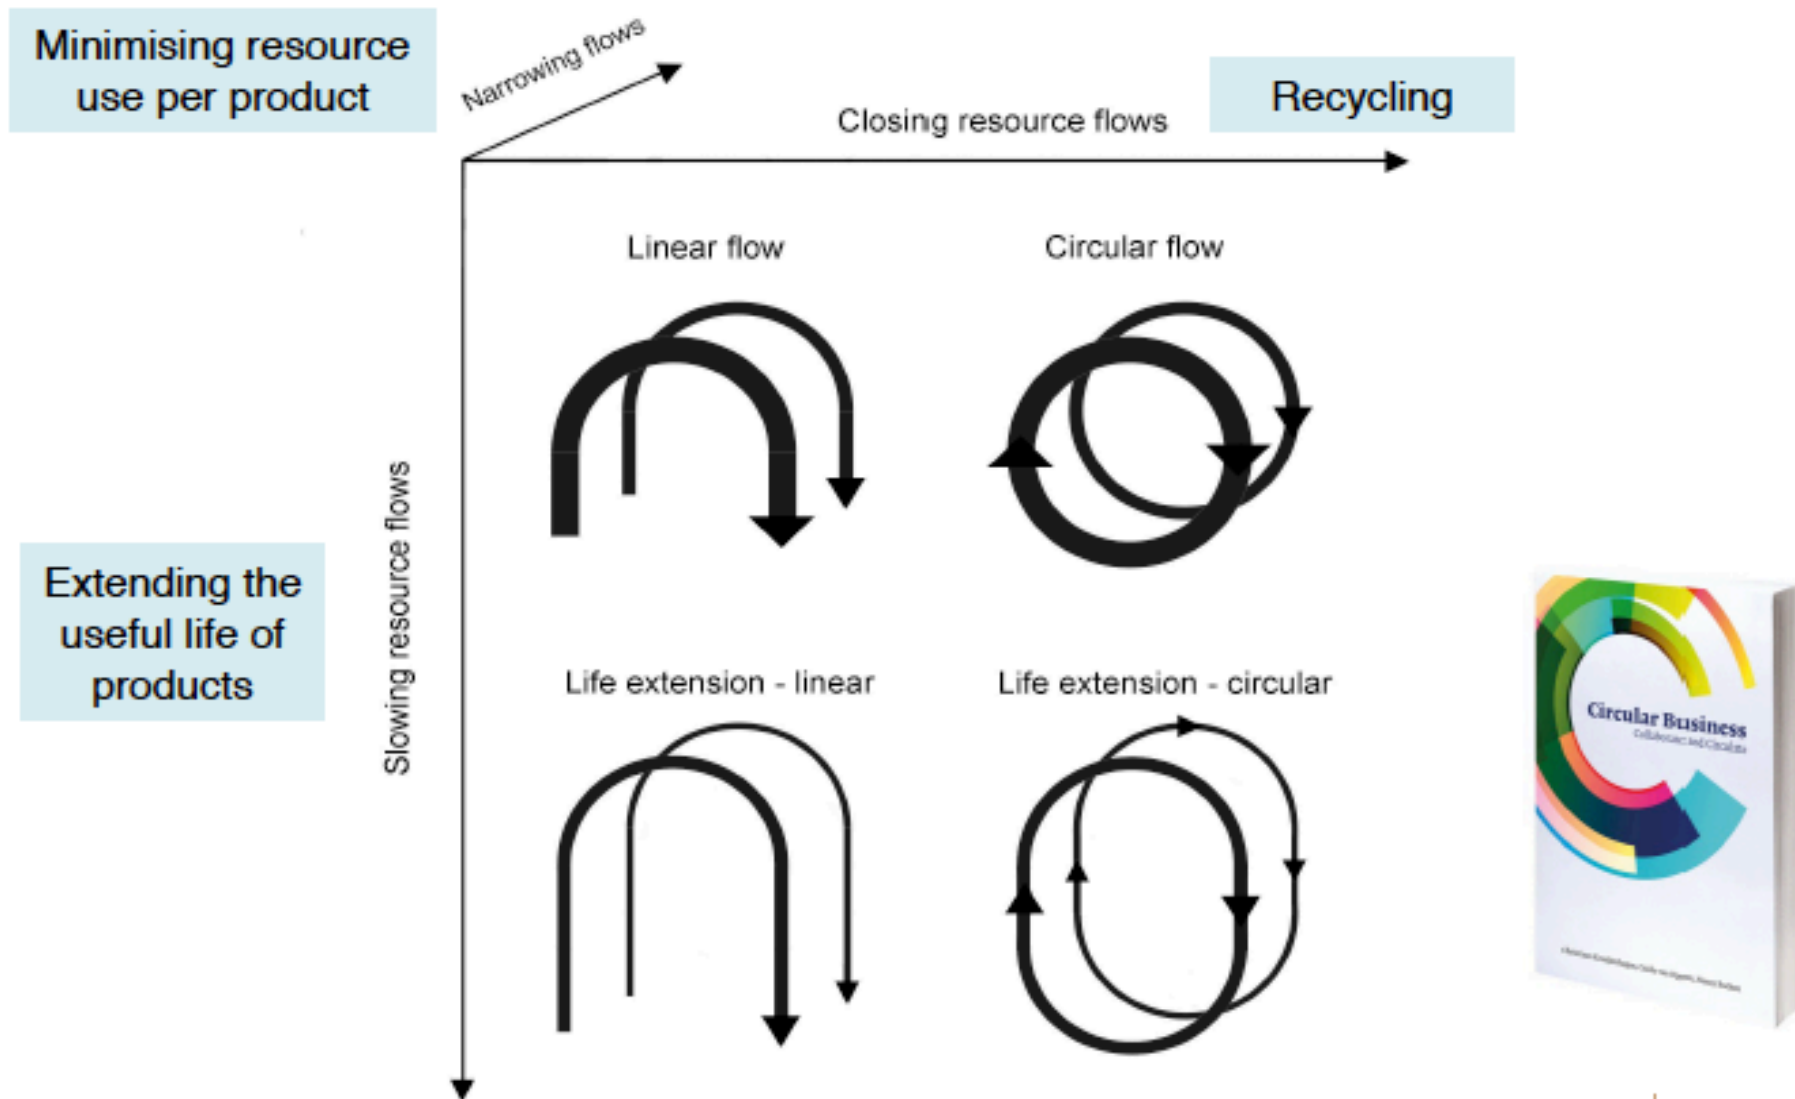 Minimising resource
use per product
Narrowing flows
Closing resource flows
Recycling
Linear flow
Circular flow
Slowing resource flows
Extending the
useful life of
products
Life extension - linear
Life extension - circular
Circular Business